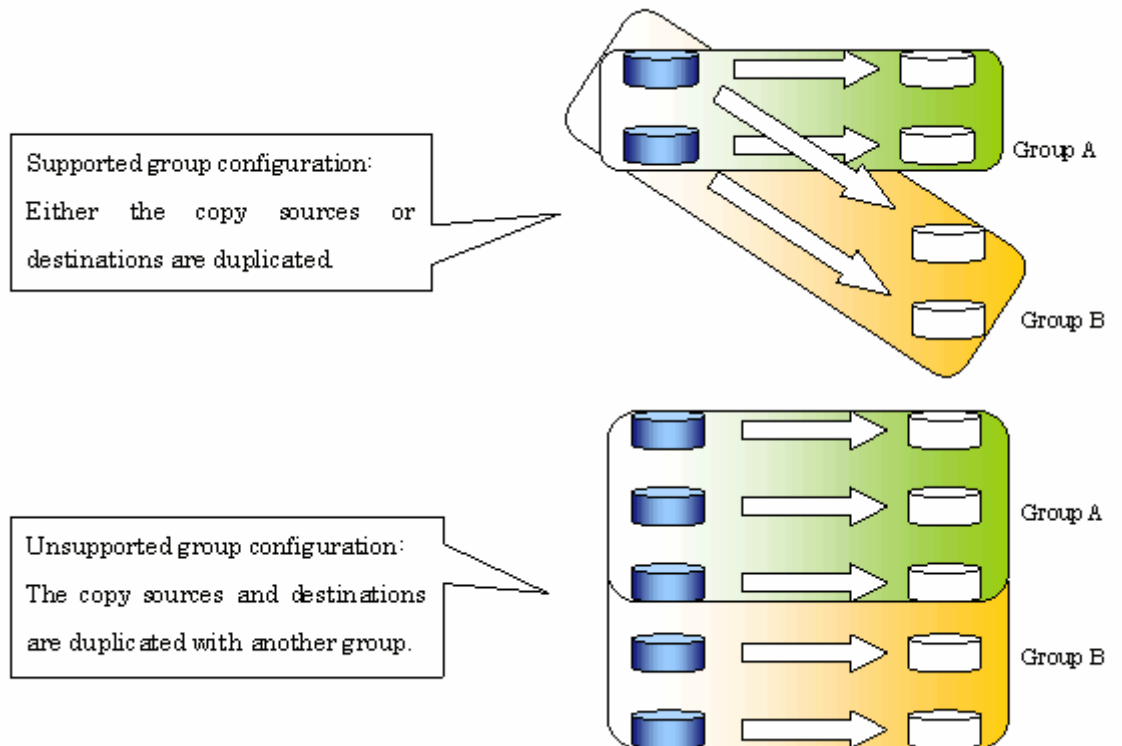 Supported group configuration:
Either the copy sources or
destinations are duplicated.
Group A
Group B
Unsupported group configuration:
The copy sources and destinations
are duplicated with another group.
Group A
Group B